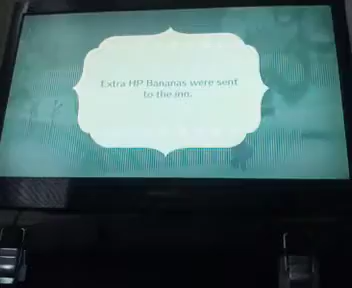 Extra HP Bananas were sent
to the inn.